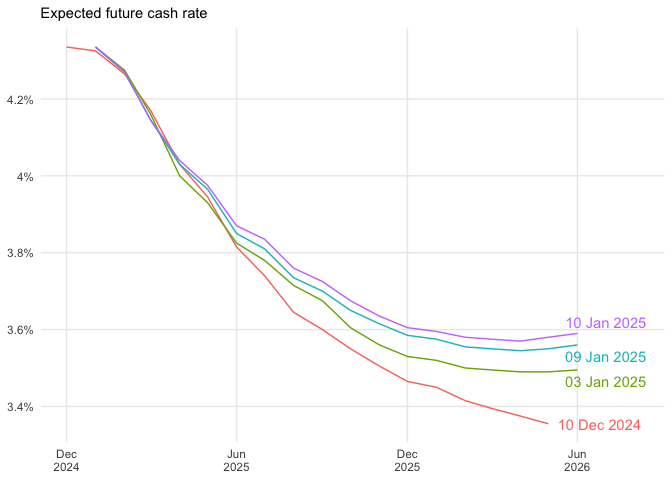 Expected future cash rate
4.2%
4%
3.8%
3.6%
3.4%
10 Jan 2025
09 Jan 2025
03 Jan 2025
10 Dec 2024
Dec
2024
Jun
2025
Dec
2025
Jun
2026